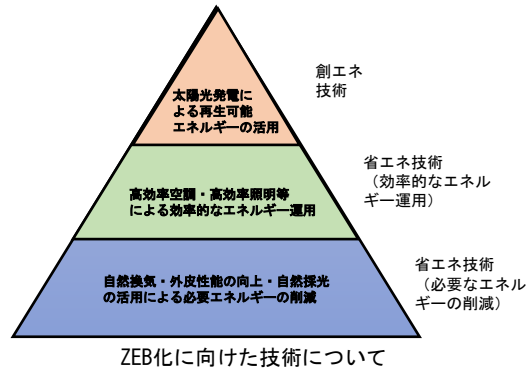 太陽光発電に
よる再生可能
エネルギーの活用
創エネ
技術
高効率空調・高効率照明等
による効率的なエネルギー運用
省エネ技術
（効率的なエネル
ギー運用）
自然換気・外皮性能の向上・自然採光
の活用による必要エネルギーの削減
省エネ技術
（必要なエネル
ギーの削減）
ZEB化に向けた技術について